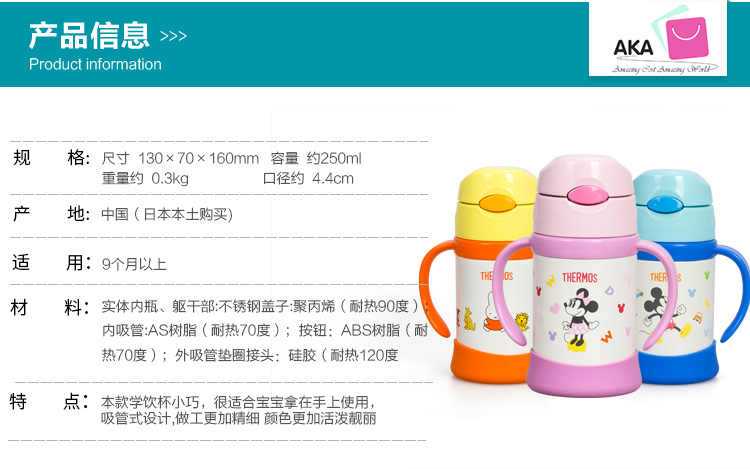 产品信息 >>>
Product information
AKA
Amazing Cost Amazing World
规 格: 尺寸 130×70×160mm 容量 约250ml
重量约 0.3kg 口径约 4.4cm
产 地: 中国（日本本土购买)
适 用: 9个月以上
材 料: 实体内瓶、躯干部:不锈钢盖子:聚丙烯（耐热90度）;
内吸管:AS树脂（耐热70度）；按钮：ABS树脂（耐
热70度）；外吸管垫圈接头：硅胶（耐热120度
特 点: 本款学饮杯小巧，很适合宝宝拿在手上使用，
吸管式设计,做工更加精细 颜色更加活泼靓丽
THERMOS
THERMOS
THERMOS